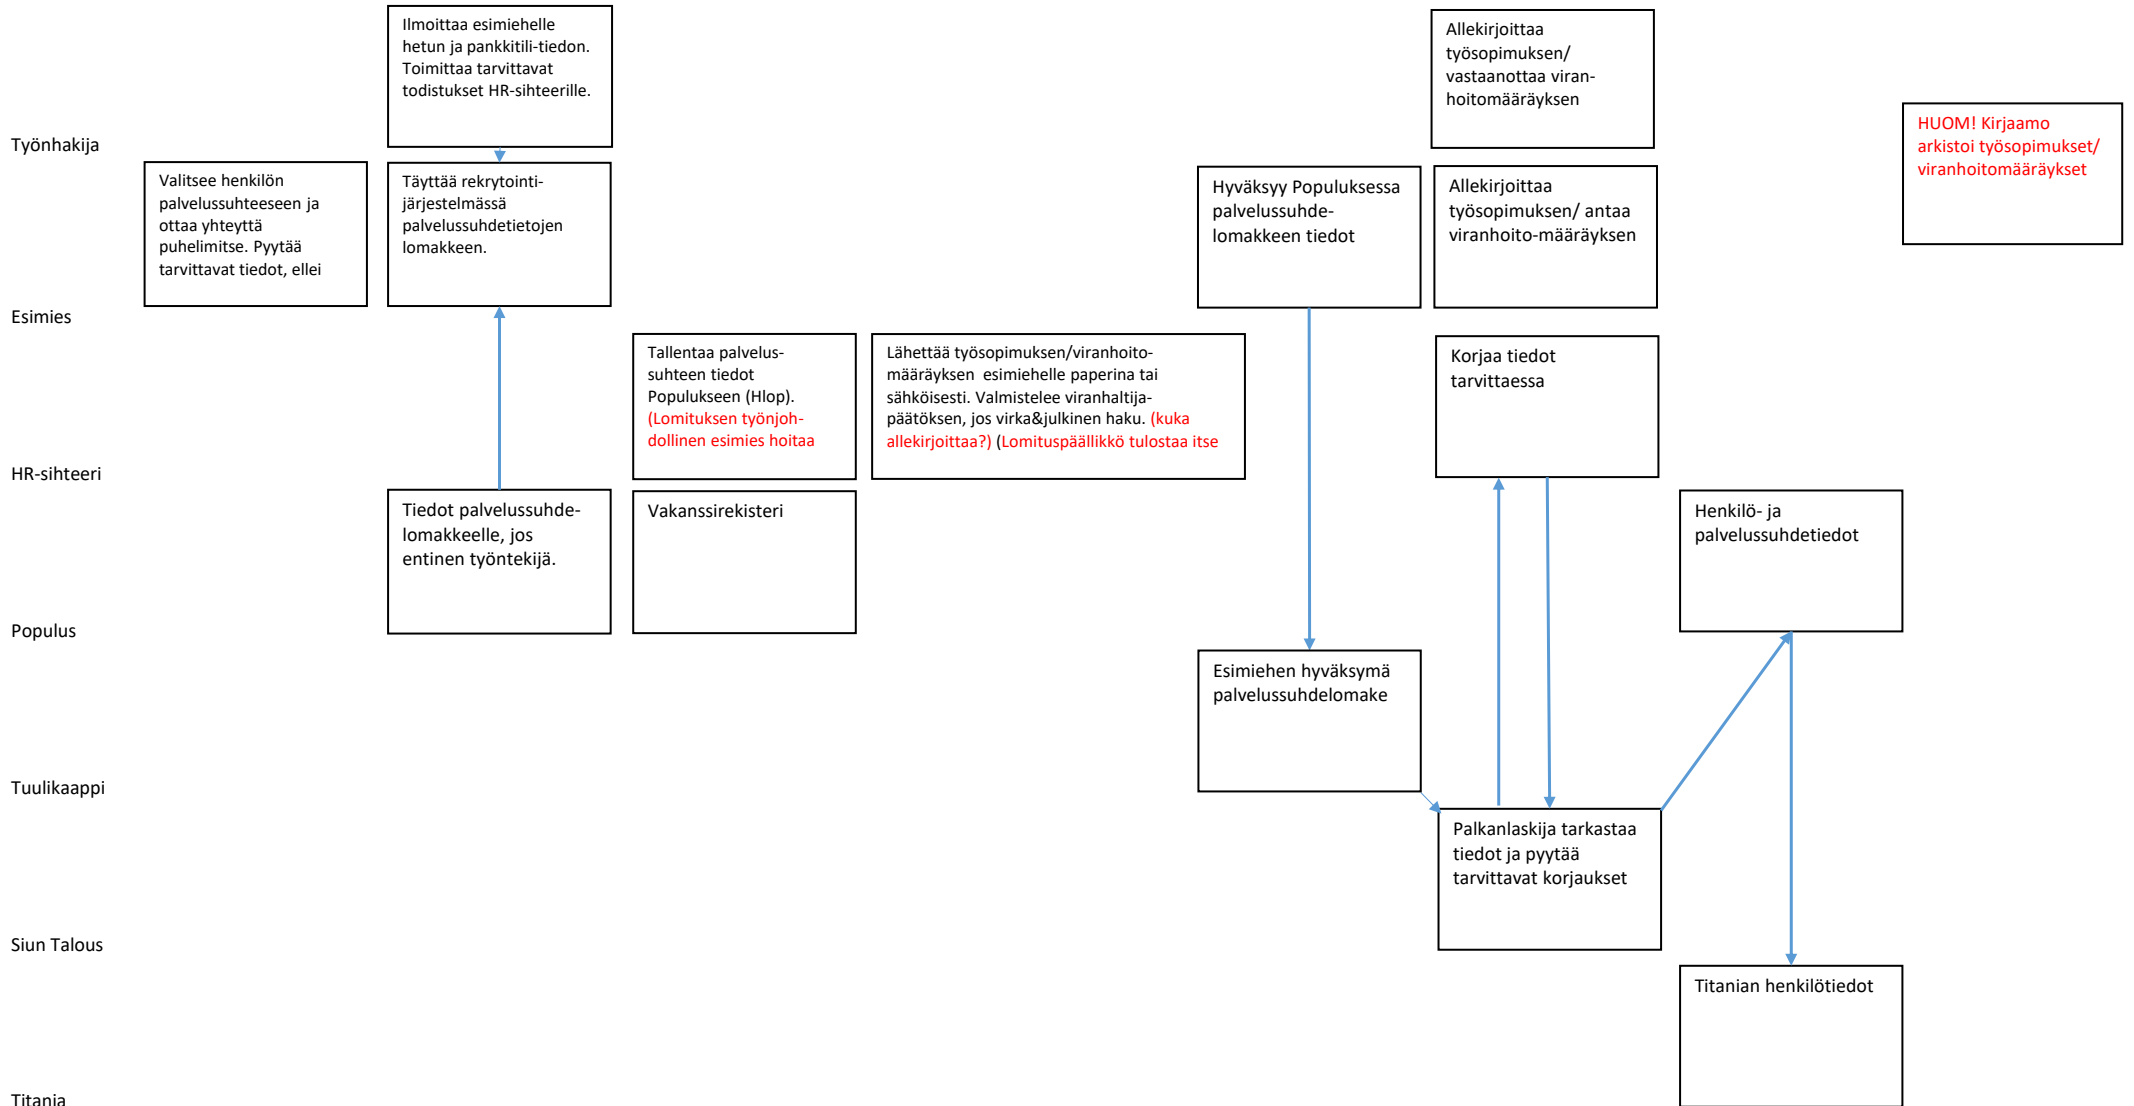 Ilmoittaa esimiehelle
hetun ja pankkitili-tiedon.
Toimittaa tarvittavat
todistukset HR-sihteerille.
Allekirjoittaa
työsopimuksen/
vastaanottaa viran-
hoitomääräyksen
Työnhakija
HUOM! Kirjaamo
arkistoi työsopimukset/
viranhoitomääräykset
Valitsee henkilön
palvelussuhteeseen ja
ottaa yhteyttä
puhelimitse. Pyytää
tarvittavat tiedot, ellei
Täyttää rekrytointi-
järjestelmässä
palvelussuhdetietojen
lomakkeen.
Hyväksyy Populuksessa
palvelussuhde-
lomakkeen tiedot
Allekirjoittaa
työsopimuksen/ antaa
viranhoito-määräyksen
Esimies
Tallentaa palvelus-
suhteen tiedot
Populukseen (Hlop).
(Lomituksen työnjoh-
dollinen esimies hoitaa
Lähettää työsopimuksen/viranhoito-
määräyksen esimiehelle paperina tai
sähköisesti. Valmistelee viranhaltija-
päätöksen, jos virka&julkinen haku. (kuka
allekirjoittaa?) (Lomituspäällikkö tulostaa itse
Korjaa tiedot
tarvittaessa
HR-sihteeri
Tiedot palvelussuhde-
lomakkeelle, jos
entinen työntekijä.
Vakanssirekisteri
Henkilö- ja
palvelussuhdetiedot
Populus
Esimiehen hyväksymä
palvelussuhdelomake
Tuulikaappi
Palkanlaskija tarkastaa
tiedot ja pyytää
tarvittavat korjaukset
Siun Talous
Titanian henkilötiedot
Titania